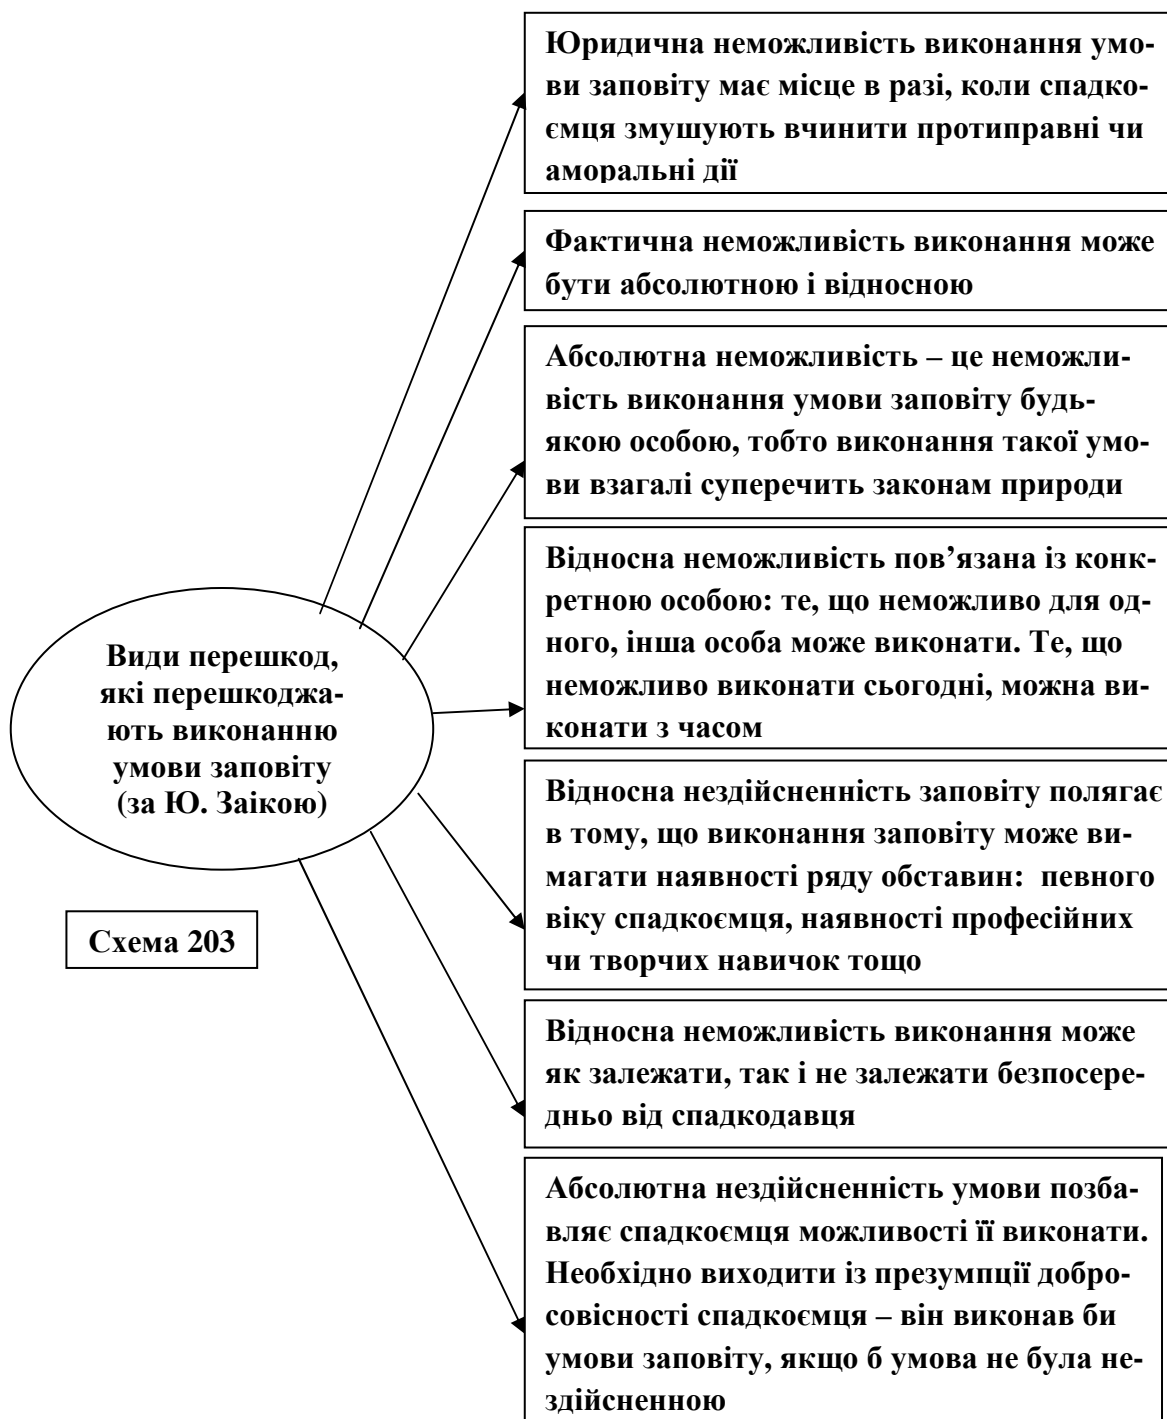 Юридична неможливість виконання умо-
ви заповіту має місце в разі, коли спадко-
ємця змушують вчинити протиправні чи
аморальні дії
Фактична неможливість виконання може
бути абсолютною і відносною
Абсолютна неможливість – це неможли-
вість виконання умови заповіту будь-
якою особою, тобто виконання такої умо-
ви взагалі суперечить законам природи
Відносна неможливість пов’язана із конк-
ретною особою: те, що неможливо для од-
ного, інша особа може виконати. Те, що
неможливо виконати сьогодні, можна ви-
конати з часом
Види перешкод,
які перешкоджа-
ють виконанню
умови заповіту
(за Ю. Заікою)
Відносна нездійсненність заповіту полягає
в тому, що виконання заповіту може ви-
магати наявності ряду обставин: певного
віку спадкоємця, наявності професійних
чи творчих навичок тощо
Схема 203
Відносна неможливість виконання може
як залежати, так і не залежати безпосере-
дньо від спадкодавця
Абсолютна нездійсненність умови позба-
вляє спадкоємця можливості її виконати.
Необхідно виходити із презумпції добро-
совісності спадкоємця – він виконав би
умови заповіту, якщо б умова не була не-
здійсненною